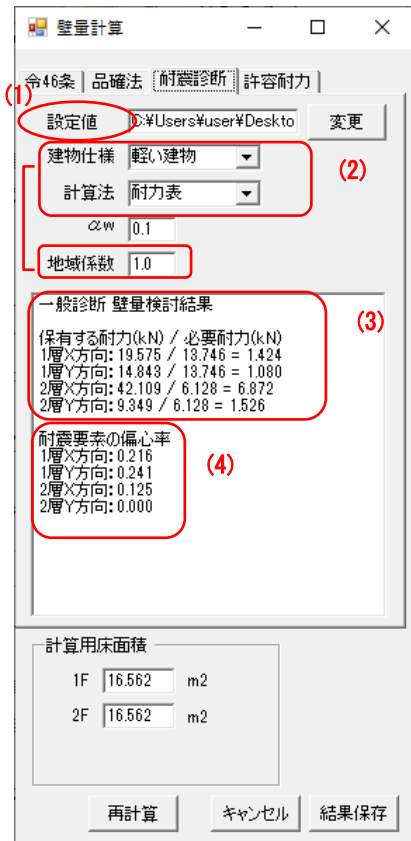 壁量計算
令46条 品確法 耐震診断 許容耐力
(1)
設定値 C:¥Users¥user¥Deskto 変更
建物仕様 軽い建物
(2)
計算法 耐力表
αw 0.1
地域係数 1.0
一般診断 壁量検討結果
(3)
保有する耐力(kN) / 必要耐力(kN)
1層X方向: 19.575 / 13.746 = 1.424
1層Y方向: 14.843 / 13.746 = 1.080
2層X方向: 42.109 / 6.128 = 6.872
2層Y方向: 9.349 / 6.128 = 1.526
耐震要素の偏心率
1層X方向: 0.216
(4)
1層Y方向: 0.241
2層X方向: 0.125
2層Y方向: 0.000
計算用床面積
1F 16.562 m2
2F 16.562 m2
再計算 キャンセル 結果保存